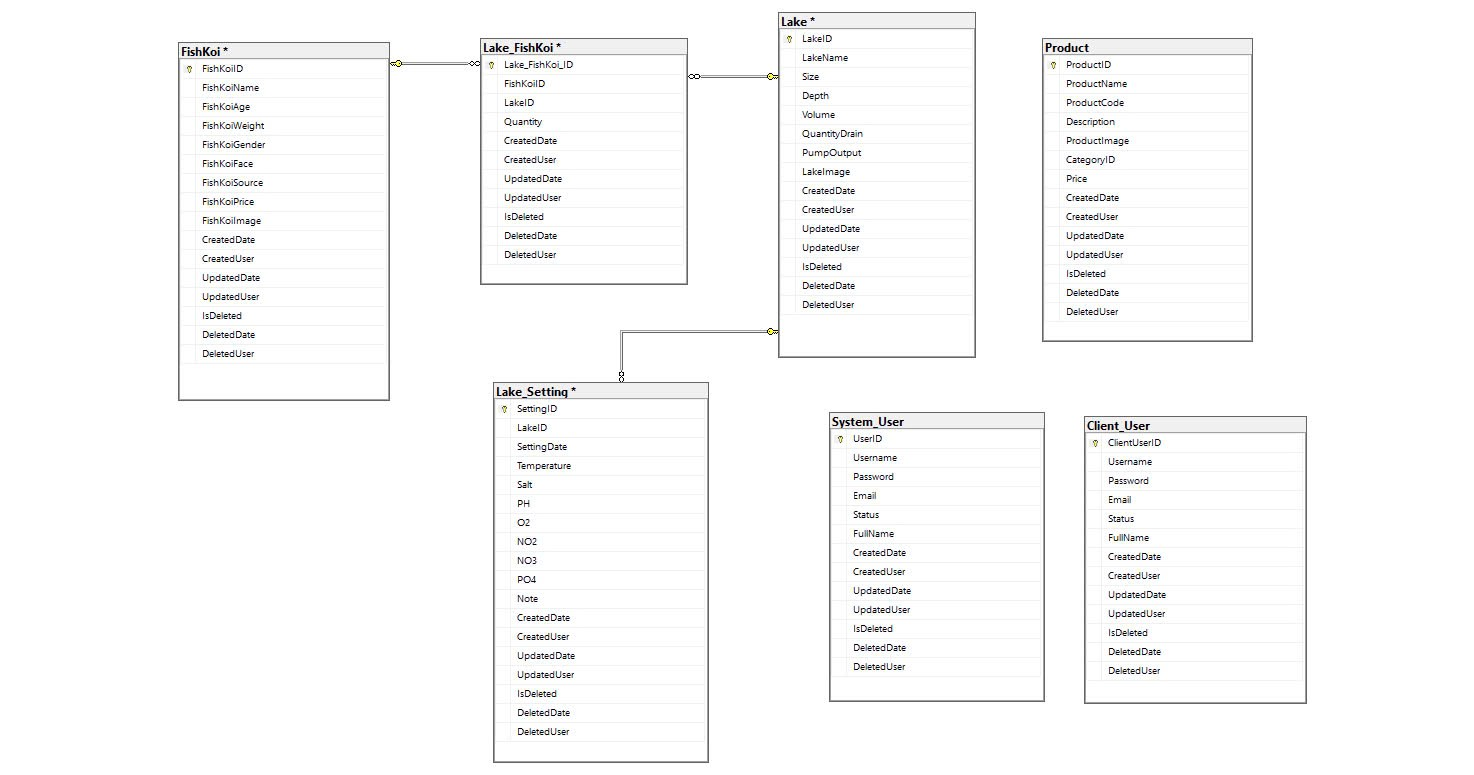 FishKoi *
FishKoiID
FishKoiName
FishKoiAge
FishKoiWeight
FishKoiGender
FishKoiFace
FishKoiSource
FishKoiPrice
FishKoiImage
CreatedDate
CreatedUser
UpdatedDate
UpdatedUser
IsDeleted
DeletedDate
DeletedUser
Lake_FishKoi *
Lake_FishKoi_ID
FishKoiID
LakeID
Quantity
CreatedDate
CreatedUser
UpdatedDate
UpdatedUser
IsDeleted
DeletedDate
DeletedUser
Lake *
LakeID
LakeName
Size
Depth
Volume
QuantityDrain
PumpOutput
LakeImage
CreatedDate
CreatedUser
UpdatedDate
UpdatedUser
IsDeleted
DeletedDate
DeletedUser
Product
ProductID
ProductName
ProductCode
Description
ProductImage
CategoryID
Price
CreatedDate
CreatedUser
UpdatedDate
UpdatedUser
IsDeleted
DeletedDate
DeletedUser
Lake_Setting *
SettingID
LakeID
SettingDate
Temperature
Salt
PH
O2
NO2
NO3
PO4
Note
CreatedDate
CreatedUser
UpdatedDate
UpdatedUser
IsDeleted
DeletedDate
DeletedUser
System_User
UserID
Username
Password
Email
Status
FullName
CreatedDate
CreatedUser
UpdatedDate
UpdatedUser
IsDeleted
DeletedDate
DeletedUser
Client_User
ClientUserID
Username
Password
Email
Status
FullName
CreatedDate
CreatedUser
UpdatedDate
UpdatedUser
IsDeleted
DeletedDate
DeletedUser